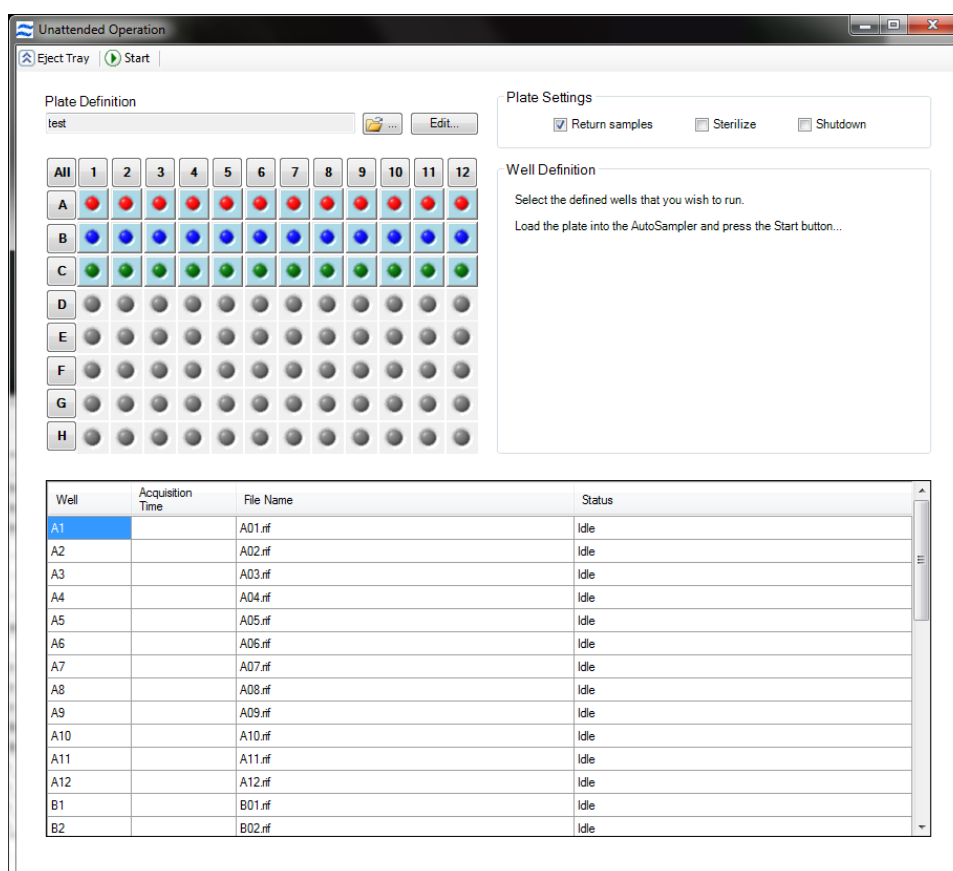 Unattended Operation
Eject Tray Start
Plate Definition
test ... Edit...
Plate Settings
Return samples Sterilize Shutdown
All 1 2 3 4 5 6 7 8 9 10 11 12
A
B
C
D
E
F
G
H
Well Definition
Select the defined wells that you wish to run.
Load the plate into the AutoSampler and press the Start button...
Well Acquisition Time File Name Status
A1 A01.rif Idle
A2 A02.rif Idle
A3 A03.rif Idle
A4 A04.rif Idle
A5 A05.rif Idle
A6 A06.rif Idle
A7 A07.rif Idle
A8 A08.rif Idle
A9 A09.rif Idle
A10 A10.rif Idle
A11 A11.rif Idle
A12 A12.rif Idle
B1 B01.rif Idle
B2 B02.rif Idle